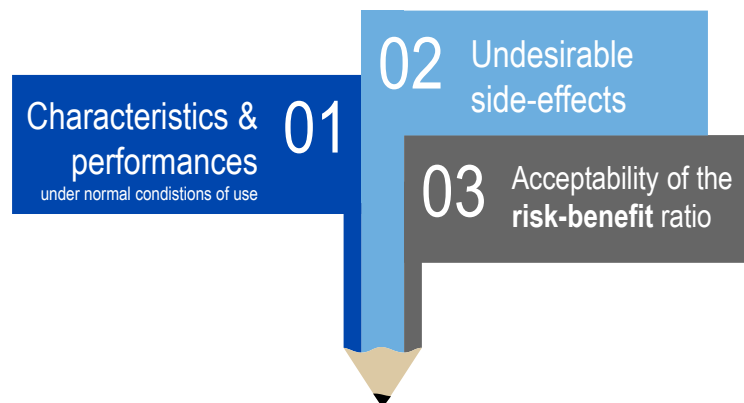 Characteristics &
performances
under normal condistions of use
01
02
Undesirable
side-effects
03
Acceptability of the
risk-benefit ratio